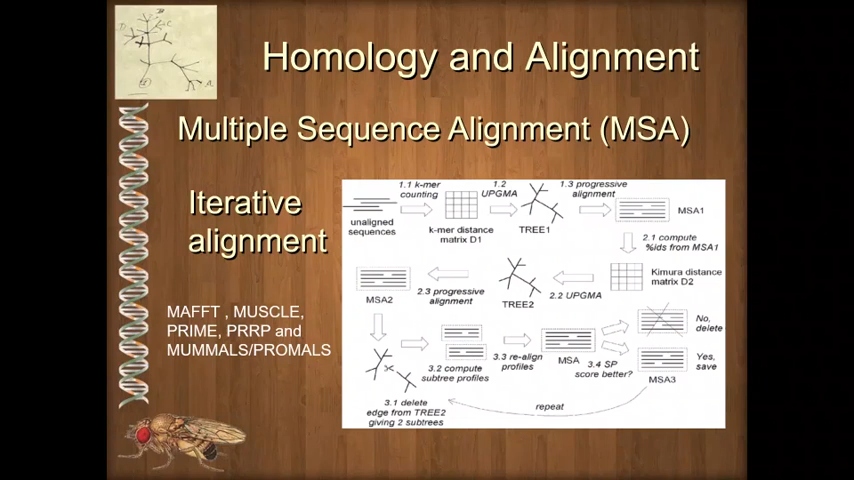 Homology and Alignment
Multiple Sequence Alignment (MSA)
Iterative
alignment
MAFFT , MUSCLE,
PRIME, PRRP and
MUMMALS/PROMALS
1.1 k-mer
counting
1.2
UPGMA
1.3 progressive
alignment
unaligned
sequences
k-mer distance
matrix D1
TREE1
MSA1
2.1 compute
%ids from MSA1
Kimura distance
matrix D2
2.2 UPGMA
TREE2
2.3 progressive
alignment
MSA2
3.1 delete
edge from TREE2
giving 2 subtrees
3.2 compute
subtree profiles
3.3 re-align
profiles
MSA
3.4 SP
score better?
No,
delete
Yes,
save
MSA3
repeat